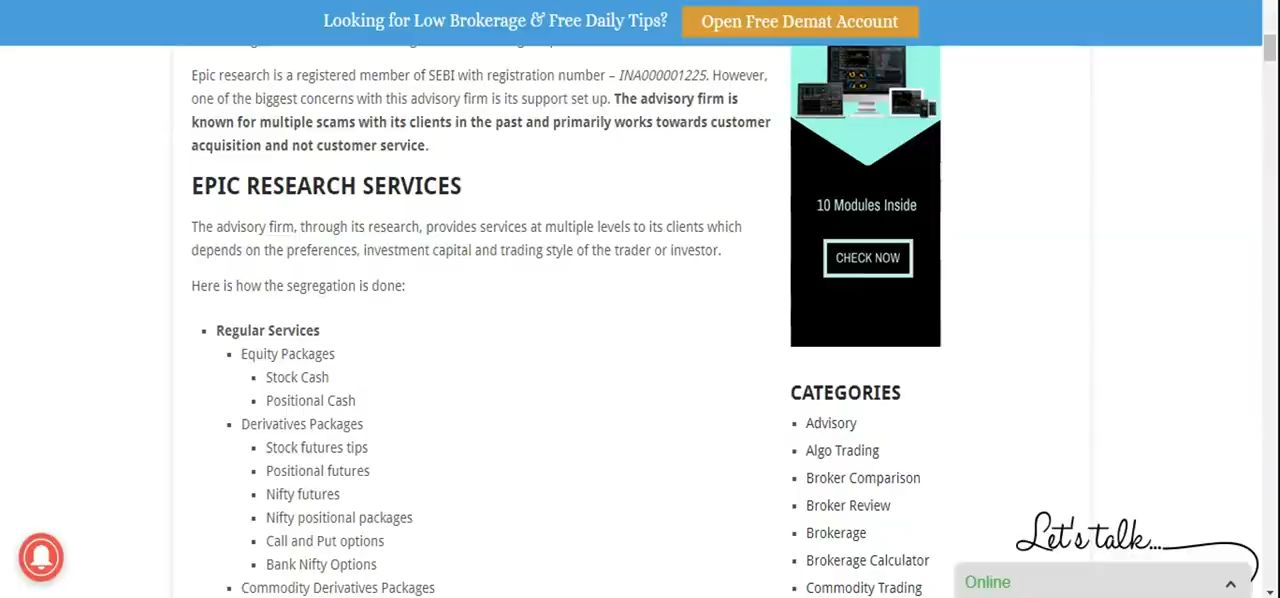 Looking for Low Brokerage & Free Daily Tips?
Open Free Demat Account
Epic research is a registered member of SEBI with registration number – INA000001225. However,
one of the biggest concerns with this advisory firm is its support set up. The advisory firm is
known for multiple scams with its clients in the past and primarily works towards customer
acquisition and not customer service.
EPIC RESEARCH SERVICES
The advisory firm, through its research, provides services at multiple levels to its clients which
depends on the preferences, investment capital and trading style of the trader or investor.
Here is how the segregation is done:
Regular Services
Equity Packages
Stock Cash
Positional Cash
Derivatives Packages
Stock futures tips
Positional futures
Nifty futures
Nifty positional packages
Call and Put options
Bank Nifty Options
Commodity Derivatives Packages
10 Modules Inside
CHECK NOW
CATEGORIES
Advisory
Algo Trading
Broker Comparison
Broker Review
Brokerage
Brokerage Calculator
Commodity Trading
Let's talk...
Online